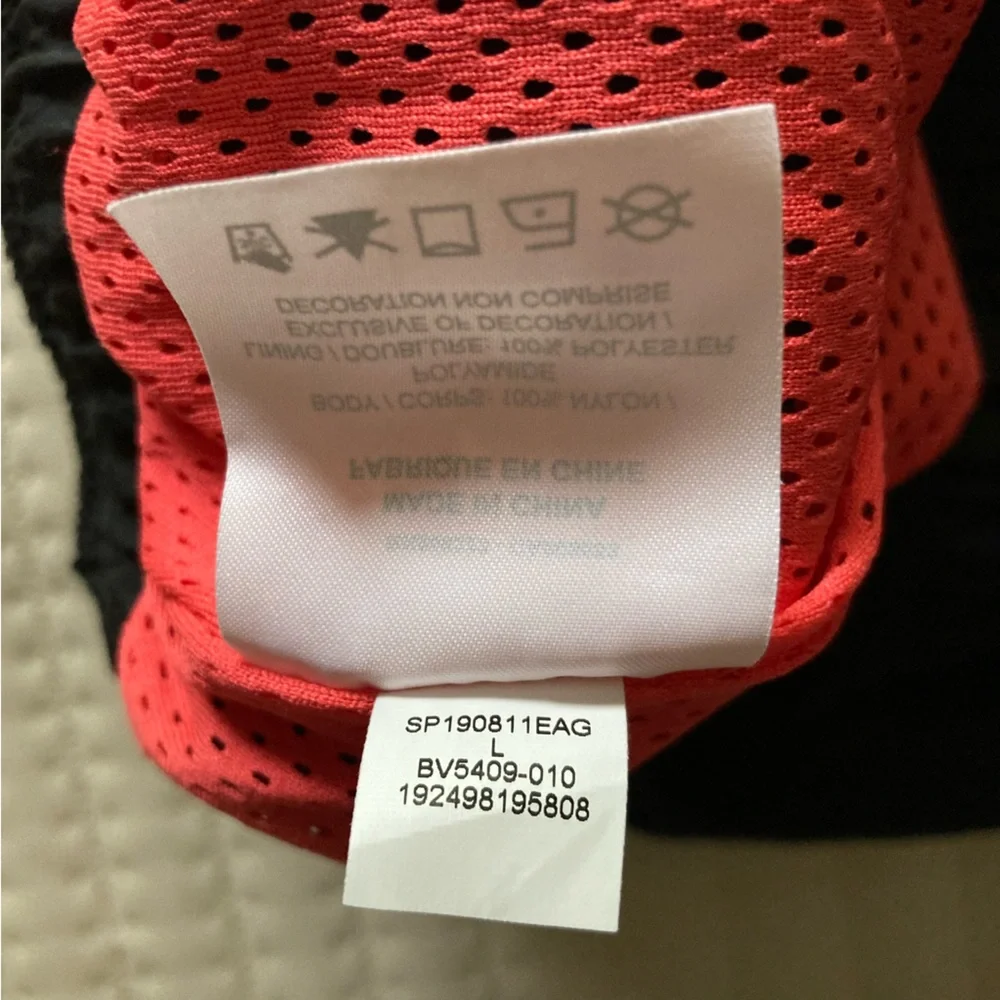 MADE IN CHINA
FABRIQUE EN CHINE
BODY / CORPS: 100% NYLON /
POLYAMIDE
LINING / DOUBLURE: 100% POLYESTER
EXCLUSIVE OF DECORATION /
DECORATION NON COMPRISE
SP190811EAG
L
BV5409-010
192498195808